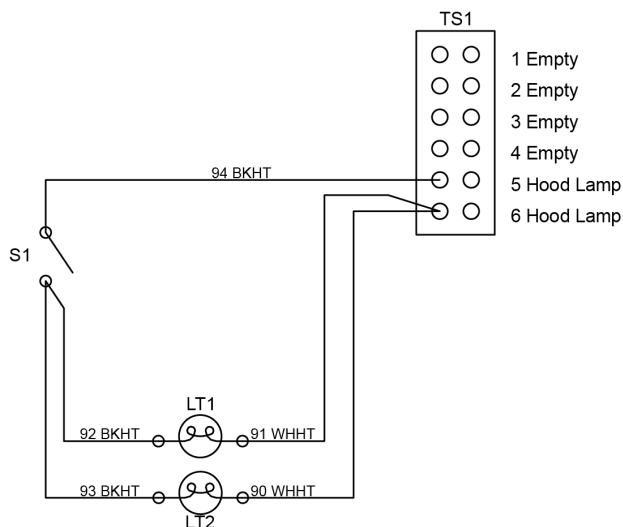 TS1
1 Empty
2 Empty
3 Empty
4 Empty
94 BKHT
5 Hood Lamp
6 Hood Lamp
S1
LT1
92 BKHT
91 WHHT
93 BKHT
90 WHHT
LT2